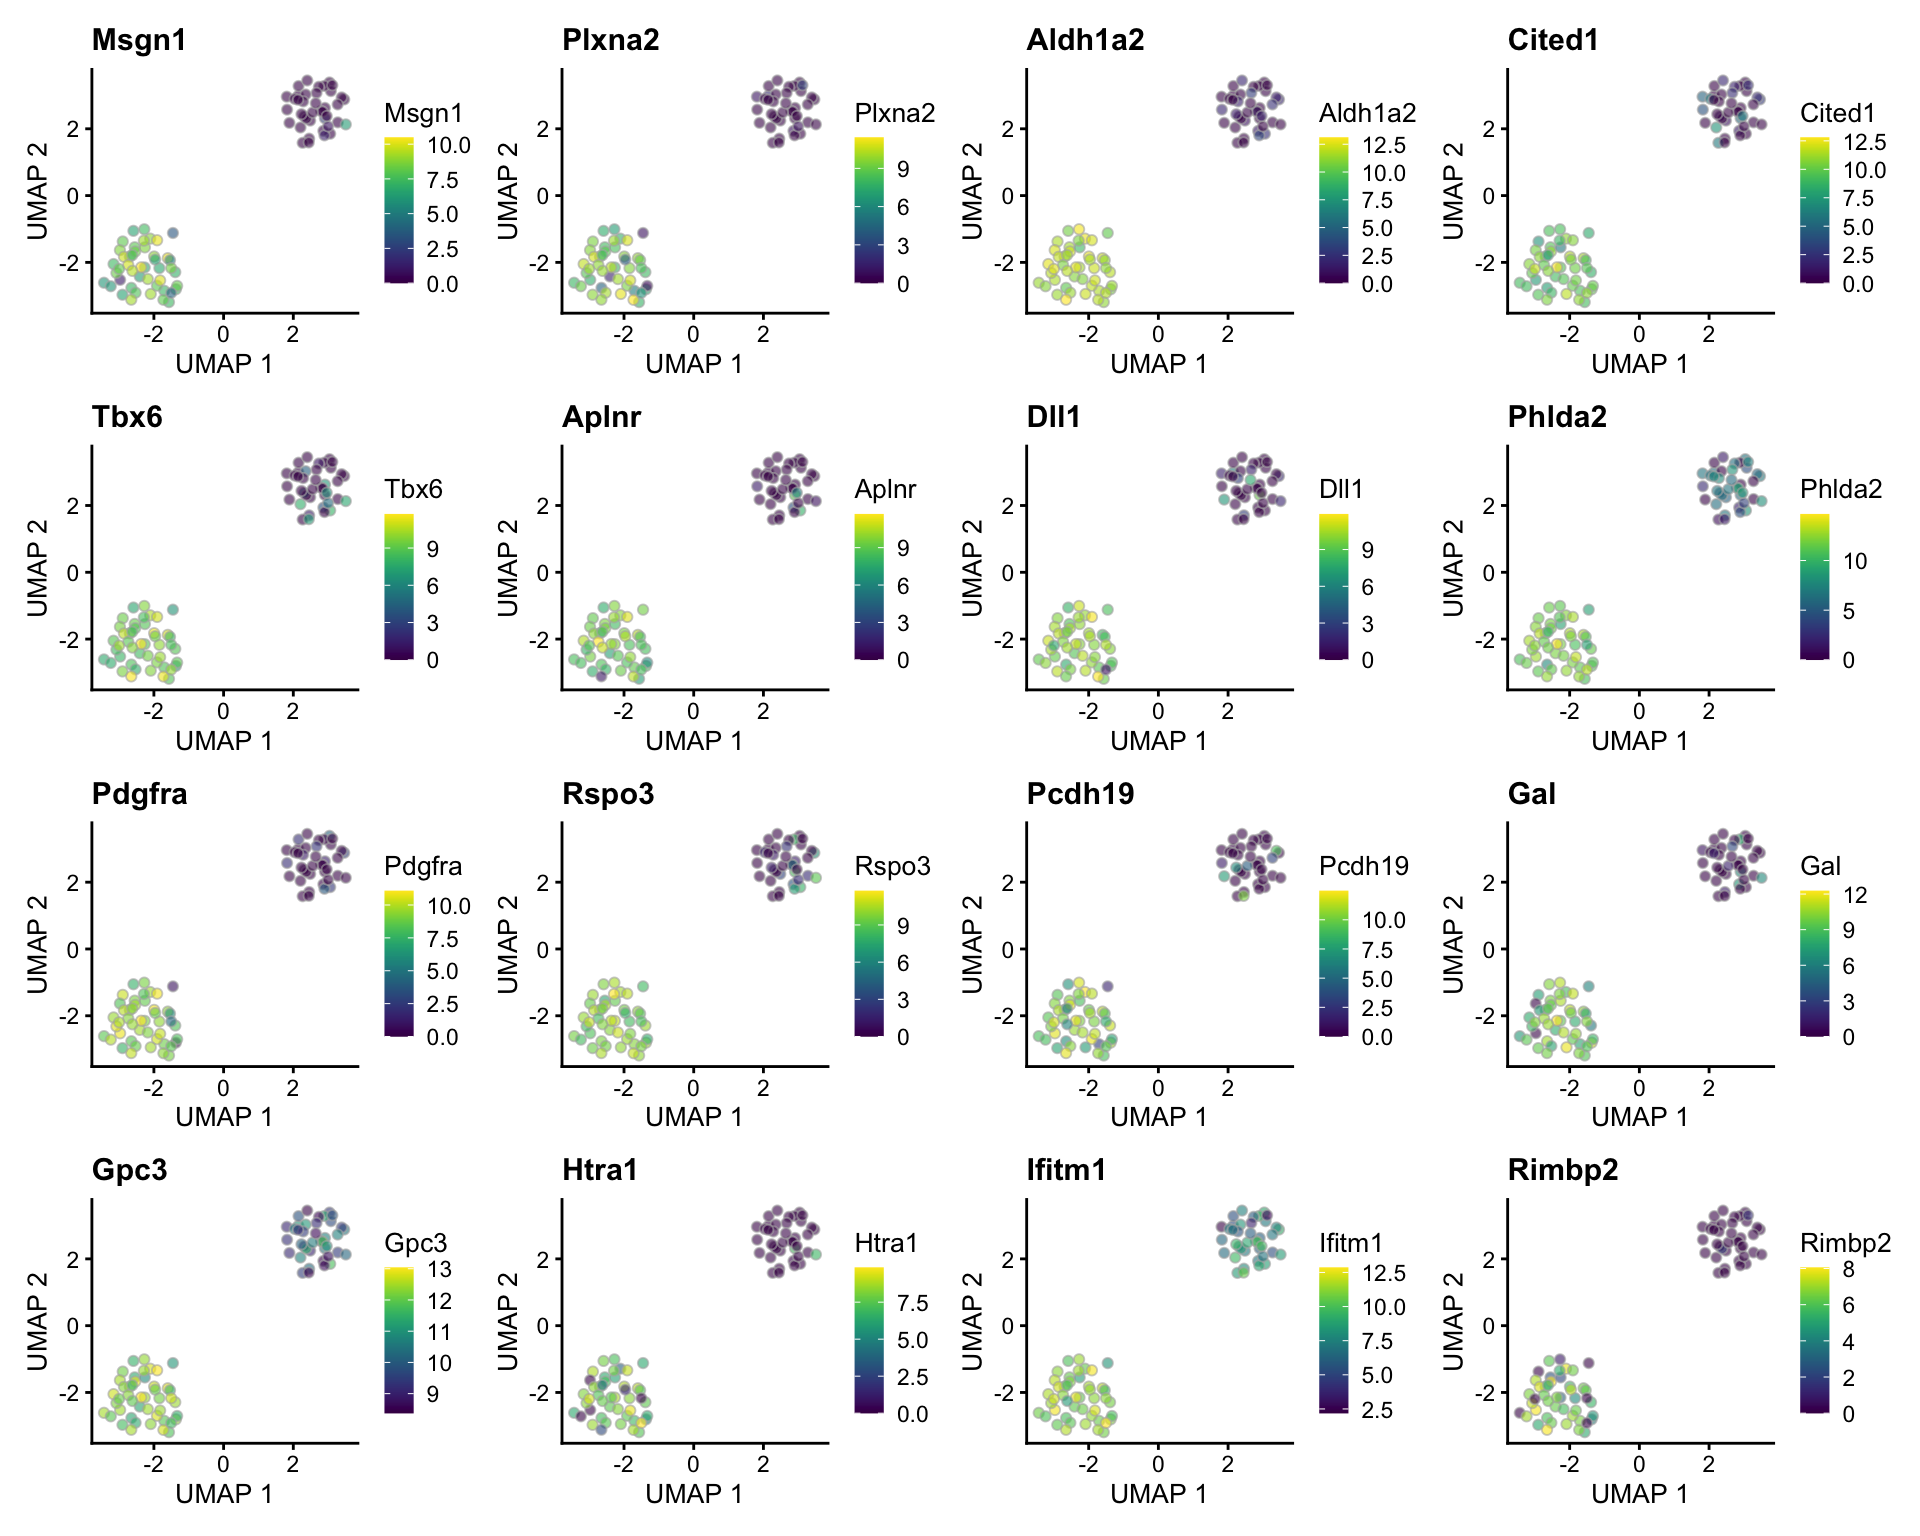 Msgn1
Msgn1
10.0
7.5
5.0
2.5
0.0
UMAP 2
2
0
-2
-2 0 2
UMAP 1
Plxna2
Plxna2
9
6
3
0
UMAP 2
2
0
-2
-2 0 2
UMAP 1
Aldh1a2
Aldh1a2
12.5
10.0
7.5
5.0
2.5
0.0
UMAP 2
2
0
-2
-2 0 2
UMAP 1
Cited1
Cited1
12.5
10.0
7.5
5.0
2.5
0.0
UMAP 2
2
0
-2
-2 0 2
UMAP 1
Tbx6
Tbx6
9
6
3
0
UMAP 2
2
0
-2
-2 0 2
UMAP 1
Aplnr
Aplnr
9
6
3
0
UMAP 2
2
0
-2
-2 0 2
UMAP 1
Dll1
Dll1
9
6
3
0
UMAP 2
2
0
-2
-2 0 2
UMAP 1
Phlda2
Phlda2
10
5
0
UMAP 2
2
0
-2
-2 0 2
UMAP 1
Pdgfra
Pdgfra
10.0
7.5
5.0
2.5
0.0
UMAP 2
2
0
-2
-2 0 2
UMAP 1
Rspo3
Rspo3
9
6
3
0
UMAP 2
2
0
-2
-2 0 2
UMAP 1
Pcdh19
Pcdh19
10.0
7.5
5.0
2.5
0.0
UMAP 2
2
0
-2
-2 0 2
UMAP 1
Gal
Gal
12
9
6
3
0
UMAP 2
2
0
-2
-2 0 2
UMAP 1
Gpc3
Gpc3
13
12
11
10
9
UMAP 2
2
0
-2
-2 0 2
UMAP 1
Htra1
Htra1
7.5
5.0
2.5
0.0
UMAP 2
2
0
-2
-2 0 2
UMAP 1
Ifitm1
Ifitm1
12.5
10.0
7.5
5.0
2.5
UMAP 2
2
0
-2
-2 0 2
UMAP 1
Rimbp2
Rimbp2
8
6
4
2
0
UMAP 2
2
0
-2
-2 0 2
UMAP 1